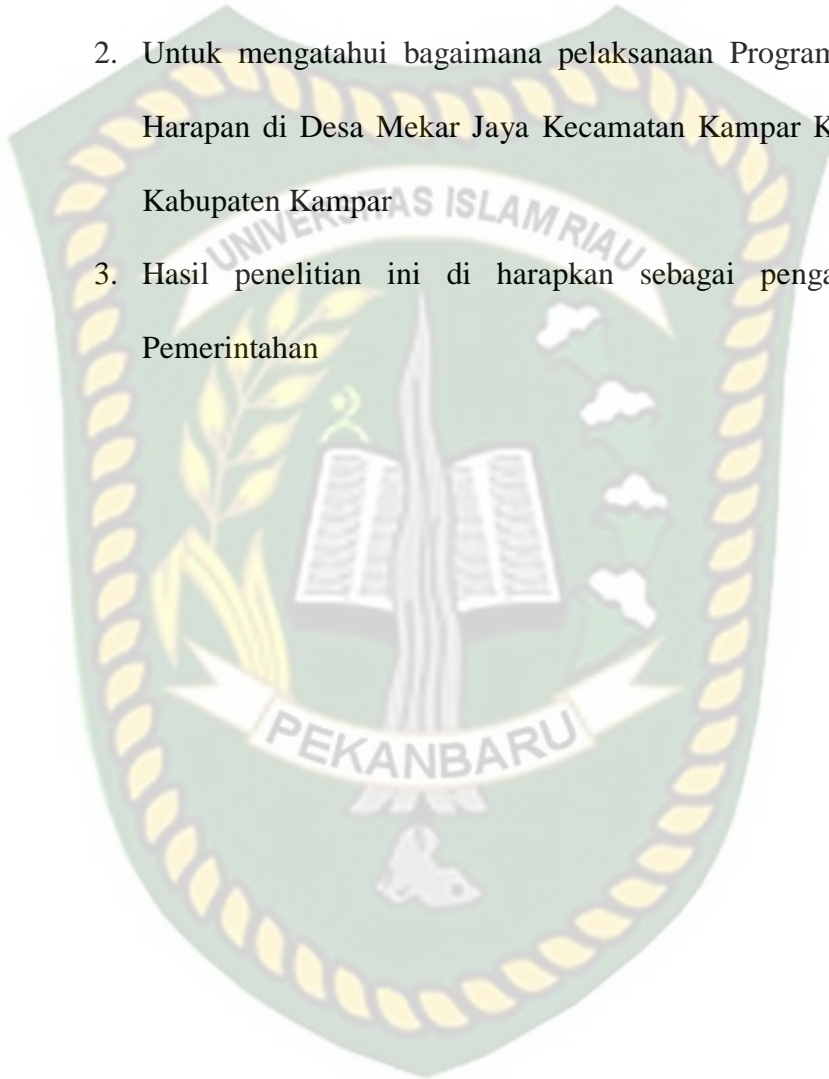 2. Untuk mengatahui bagaimana pelaksanaan Program
Harapan di Desa Mekar Jaya Kecamatan Kampar K
Kabupaten Kampar
UNIVERSITAS ISLAM RIAU
3. Hasil penelitian ini di harapkan sebagai penga
Pemerintahan
PEKANBARU